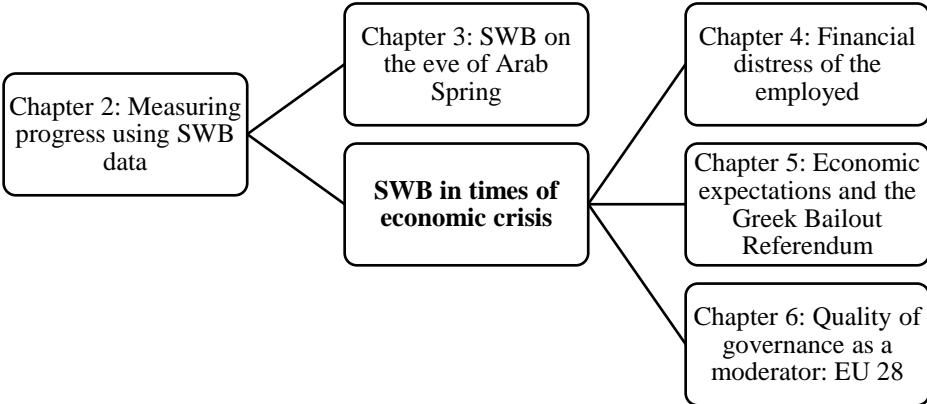 Chapter 2: Measuring
progress using SWB
data
Chapter 3: SWB on
the eve of Arab
Spring
SWB in times of
economic crisis
Chapter 4: Financial
distress of the
employed
Chapter 5: Economic
expectations and the
Greek Bailout
Referendum
Chapter 6: Quality of
governance as a
moderator: EU 28